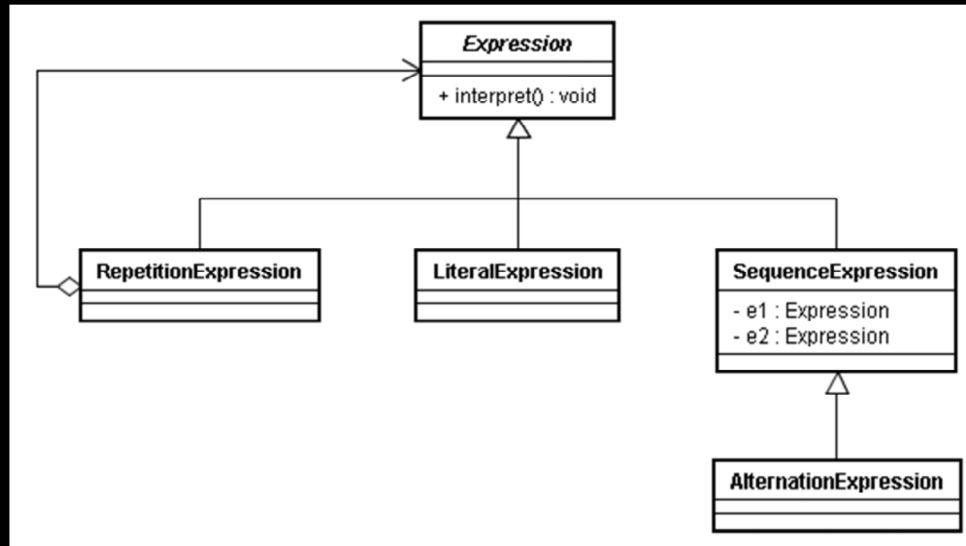 Expression
+ interpret() : void
RepetitionExpression
LiteralExpression
SequenceExpression
- e1 : Expression
- e2 : Expression
AlternationExpression